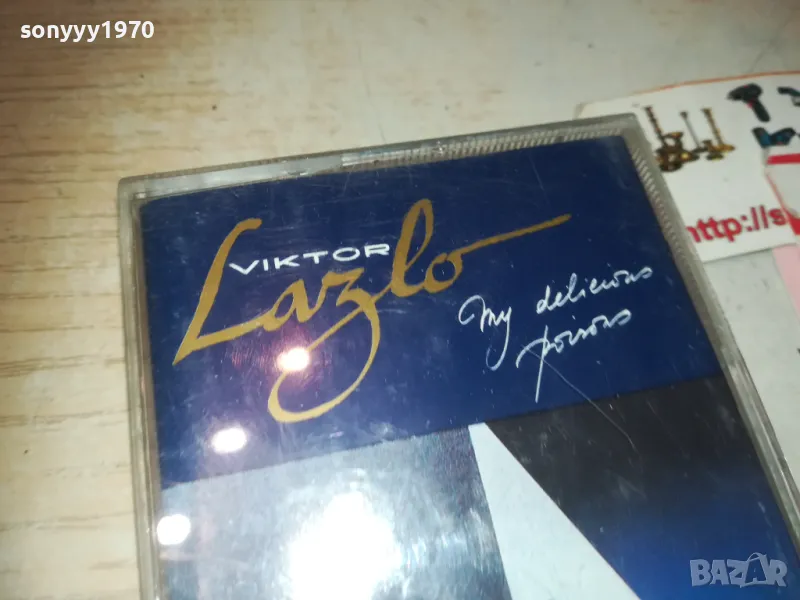 sonyyy1970
VIKTOR
Lazlo
My delicious
poisons
http://s
BAZAR